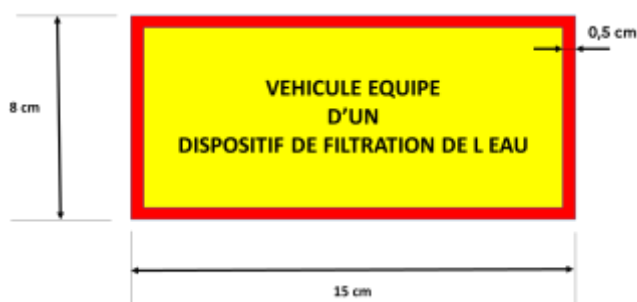 0,5 cm
8 cm
VEHICULE EQUIPE
D’UN
DISPOSITIF DE FILTRATION DE L EAU
15 cm